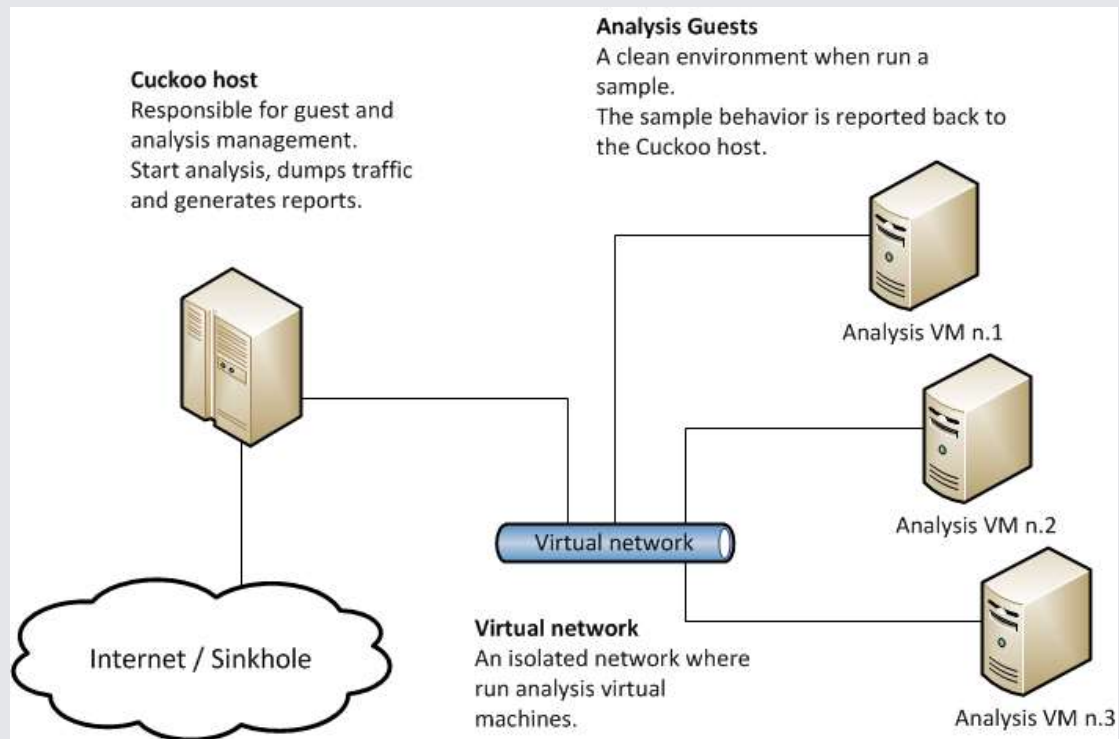 Cuckoo host
Responsible for guest and
analysis management.
Start analysis, dumps traffic
and generates reports.
Analysis Guests
A clean environment when run a
sample.
The sample behavior is reported back to
the Cuckoo host.
Analysis VM n.1
Analysis VM n.2
Virtual network
Internet / Sinkhole
Virtual network
An isolated network where
run analysis virtual
machines.
Analysis VM n.3